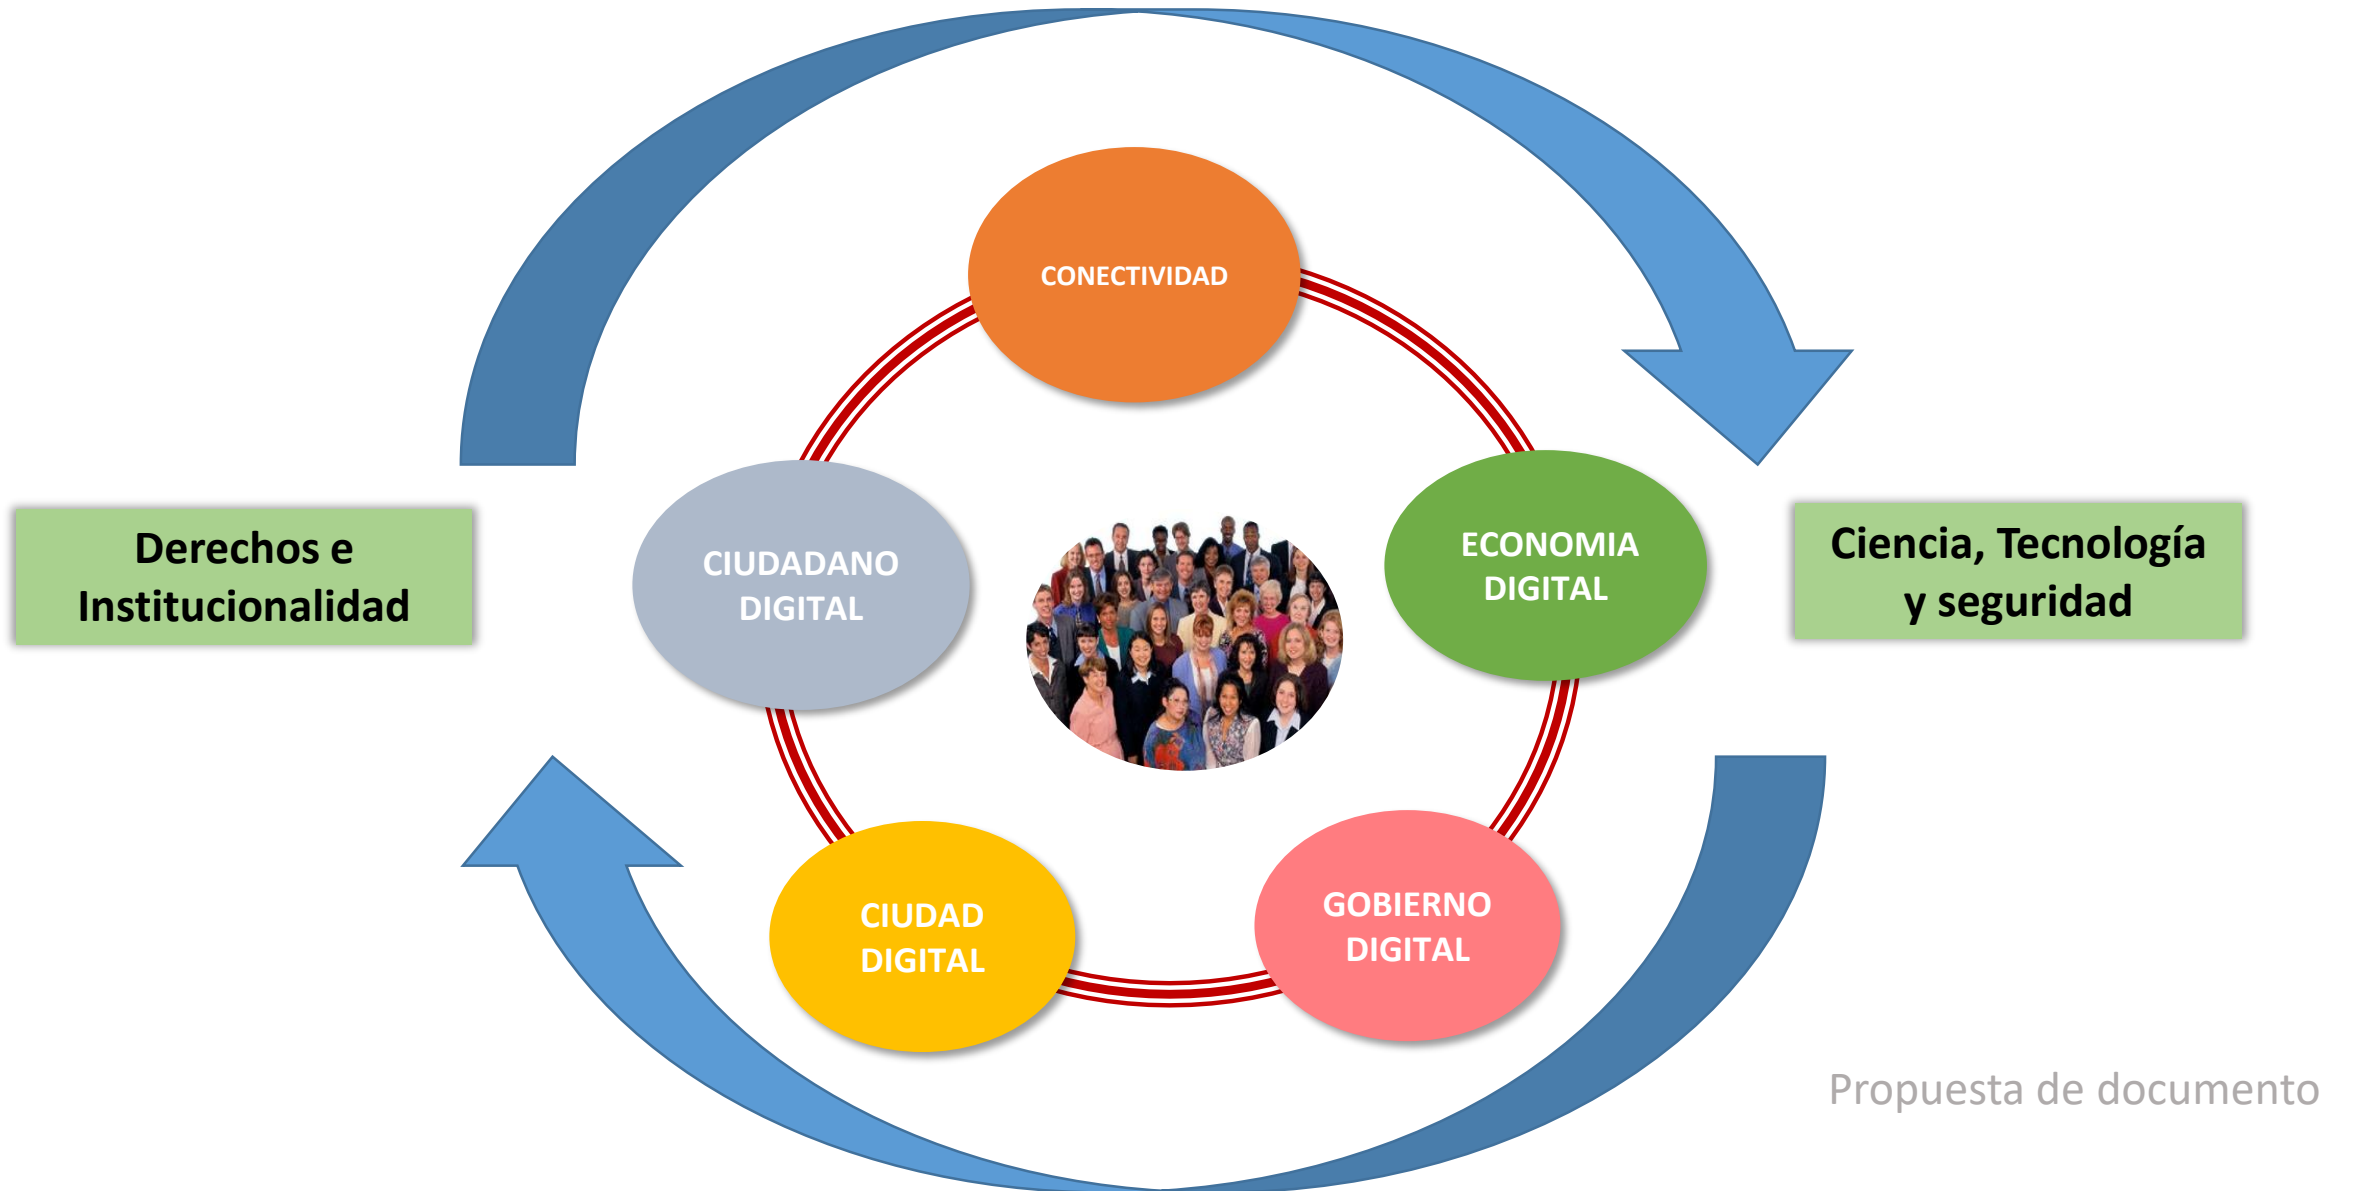 CONECTIVIDAD
Derechos e
Institucionalidad
CIUDADANO
DIGITAL
ECONOMIA
DIGITAL
Ciencia, Tecnología
y seguridad
CIUDAD
DIGITAL
GOBIERNO
DIGITAL
Propuesta de documento